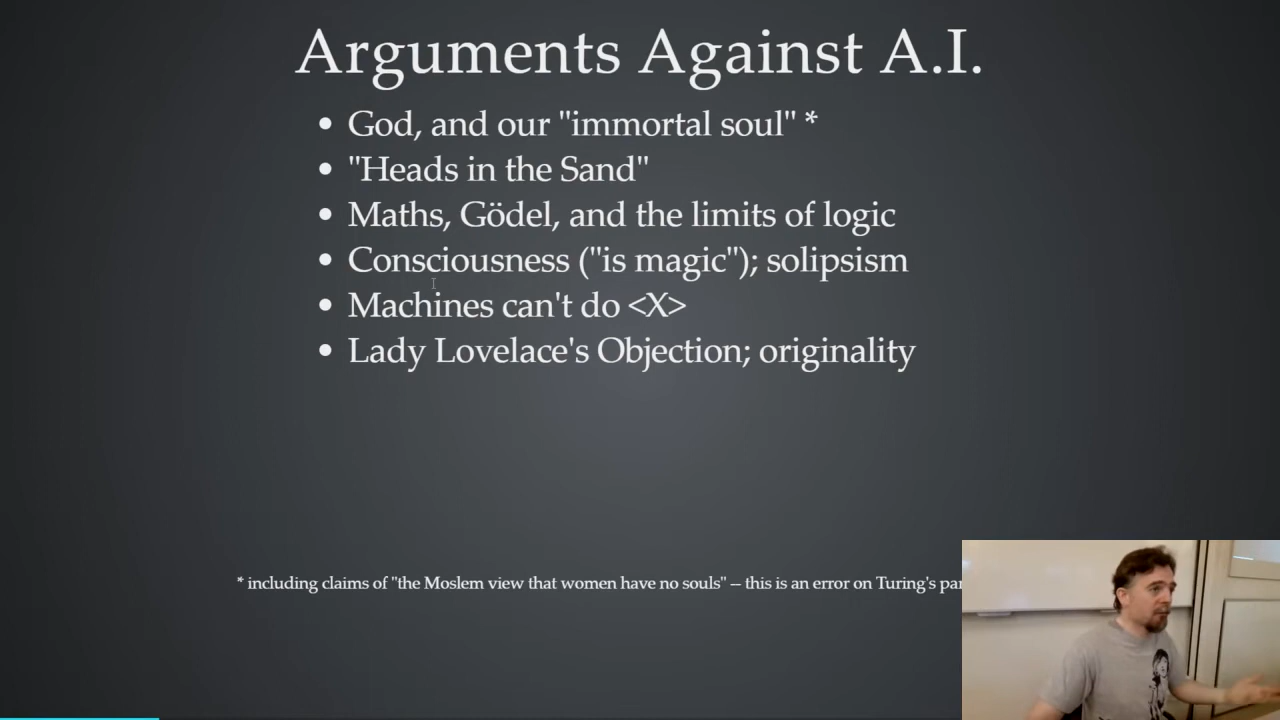 Arguments Against A.I.
• God, and our "immortal soul" *
• "Heads in the Sand"
• Maths, Gödel, and the limits of logic
• Consciousness ("is magic"); solipsism
• Machines can't do <X>
• Lady Lovelace's Objection; originality
* including claims of "the Moslem view that women have no souls" – this is an error on Turing's